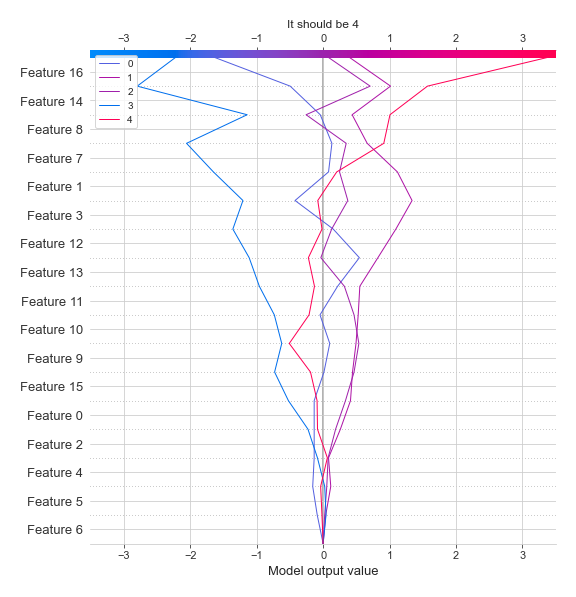 It should be 4
−3 −2 −1 0 1 2 3
0
1
2
3
4
Feature 16
Feature 14
Feature 8
Feature 7
Feature 1
Feature 3
Feature 12
Feature 13
Feature 11
Feature 10
Feature 9
Feature 15
Feature 0
Feature 2
Feature 4
Feature 5
Feature 6
−3 −2 −1 0 1 2 3
Model output value